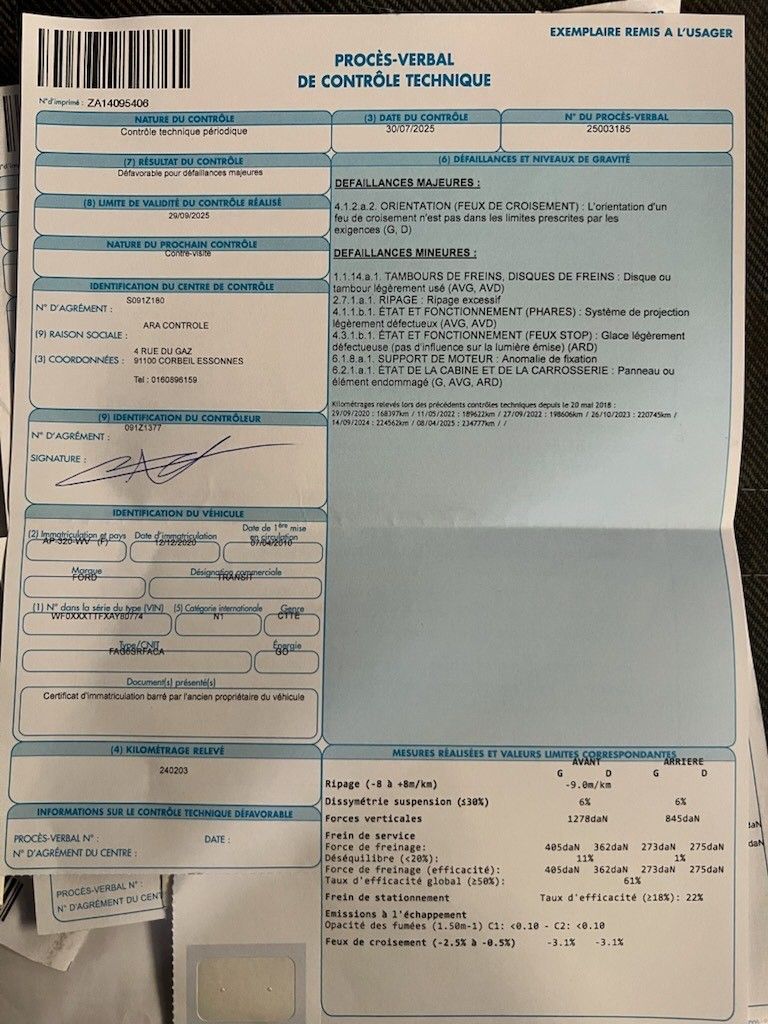 EXEMPLAIRE REMIS A L'USAGER
PROCÈS-VERBAL
DE CONTRÔLE TECHNIQUE
N°d'imprimé : ZA14095406
NATURE DU CONTRÔLE
Contrôle technique périodique
(3) DATE DU CONTRÔLE
30/07/2025
N° DU PROCÈS-VERBAL
25003185
(7) RÉSULTAT DU CONTRÔLE
Défavorable pour défaillances majeures
(8) LIMITE DE VALIDITÉ DU CONTRÔLE RÉALISÉ
29/09/2025
NATURE DU PROCHAIN CONTRÔLE
Contre-visite
IDENTIFICATION DU CENTRE DE CONTRÔLE
N° D'AGRÉMENT : S091Z180
(9) RAISON SOCIALE : ARA CONTROLE
(3) COORDONNÉES : 4 RUE DU GAZ
91100 CORBEIL ESSONNES
Tel : 0160896159
(9) IDENTIFICATION DU CONTRÔLEUR
N° D'AGRÉMENT : 091Z1377
SIGNATURE :
(6) DÉFAILLANCES ET NIVEAUX DE GRAVITÉ
DEFAILLANCES MAJEURES :
4.1.2.a.2. ORIENTATION (FEUX DE CROISEMENT) : L'orientation d'un
feu de croisement n'est pas dans les limites prescrites par les
exigences (G, D)
DEFAILLANCES MINEURES :
1.1.14.a.1. TAMBOURS DE FREINS, DISQUES DE FREINS : Disque ou
tambour légèrement usé (AVG, AVD)
2.7.1.a.1. RIPAGE : Ripage excessif
4.1.1.b.1. ÉTAT ET FONCTIONNEMENT (PHARES) : Système de projection
légèrement défectueux (AVG, AVD)
4.3.1.b.1. ÉTAT ET FONCTIONNEMENT (FEUX STOP) : Glace légèrement
défectueuse (pas d'influence sur la lumière émise) (ARD)
6.1.8.a.1. SUPPORT DE MOTEUR : Anomalie de fixation
6.2.1.a.1. ÉTAT DE LA CABINE ET DE LA CARROSSERIE : Panneau ou
élément endommagé (G, AVG, ARD)
Kilométrages relevés lors des précédents contrôles techniques depuis le 20 mai 2018 :
29/09/2020 : 168397km / 11/05/2022 : 189622km / 27/09/2022 : 198606km / 26/10/2023 : 220745km /
14/09/2024 : 224562km / 08/04/2025 : 234777km / /
IDENTIFICATION DU VÉHICULE
(2) Immatriculation et pays
AP-320-WV (F)
Date d'immatriculation
12/12/2020
Date de 1ère mise
en circulation
07/04/2010
Marque
FORD
Désignation commerciale
TRANSIT
(1) N° dans la série du type (VIN)
WF0XXXTTFXAY80774
(5) Catégorie internationale
N1
Genre
CTTE
Type/CNIT
FAG6SRFACA
Énergie
GO
Document(s) présenté(s)
Certificat d'immatriculation barré par l'ancien propriétaire du véhicule
(4) KILOMÉTRAGE RELEVÉ
240203
INFORMATIONS SUR LE CONTRÔLE TECHNIQUE DÉFAVORABLE
PROCÈS-VERBAL N° : DATE :
N° D'AGRÉMENT DU CENTRE :
MESURES RÉALISÉES ET VALEURS LIMITES CORRESPONDANTES
AVANT ARRIERE
G D G D
Ripage (-8 à +8m/km) -9.0m/km
Dissymétrie suspension (≤30%) 6% 6%
Forces verticales 1278daN 845daN
Frein de service
Force de freinage: 405daN 362daN 273daN 275daN
Déséquilibre (<20%): 11% 1%
Force de freinage (efficacité): 405daN 362daN 273daN 275daN
Taux d'efficacité global (≥50%): 61%
Frein de stationnement Taux d'efficacité (≥18%): 22%
Emissions à l'échappement
Opacité des fumées (1.50m-1) C1: <0.10 - C2: <0.10
Feux de croisement (-2.5% à -0.5%) -3.1% -3.1%
PROCÈS-VERBAL N° :
N° D'AGRÉMENT DU CENT